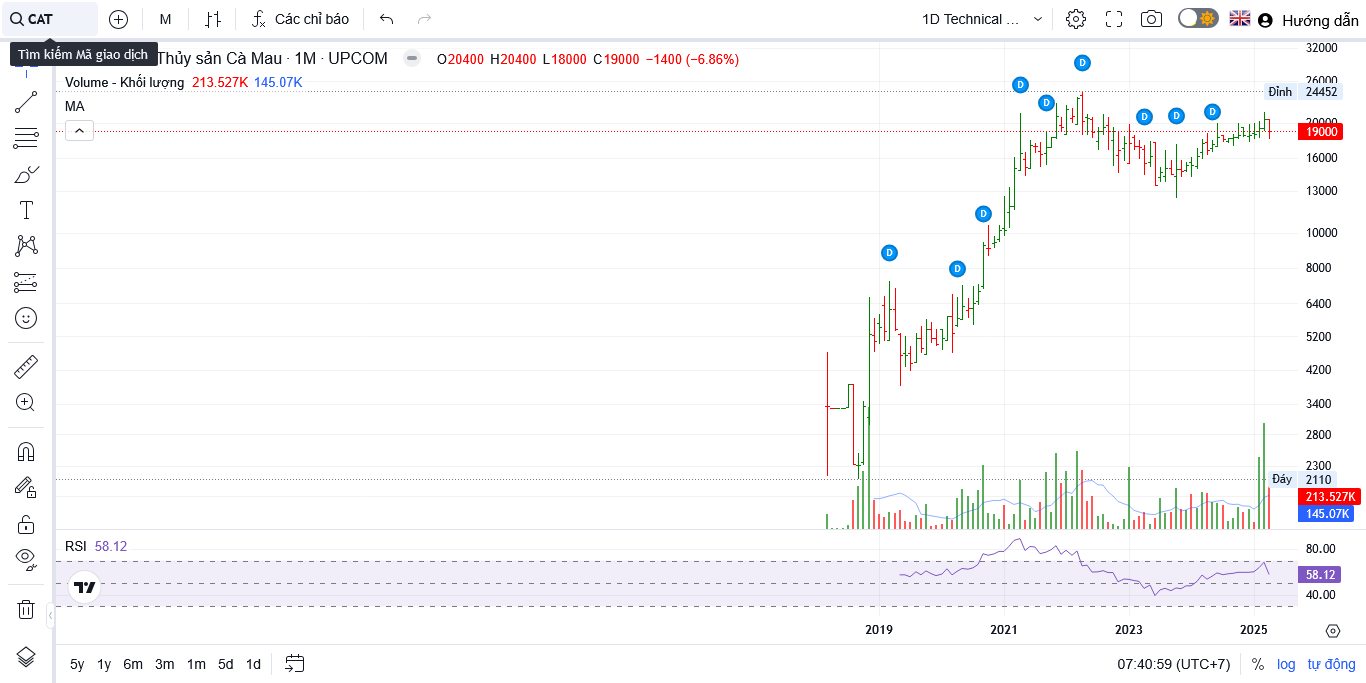 CAT M Các chỉ báo 1D Technical ... Hướng dẫn
Tìm kiếm Mã giao dịch Thủy sản Cà Mau · 1M · UPCOM O20400 H20400 L18000 C19000 −1400 (−6.86%)
Volume - Khối lượng 213.527K 145.07K
MA
32000
26000
Đỉnh 24452
20000
19000
16000
13000
10000
8000
6400
5200
4200
3400
2800
2300
Đáy 2110
213.527K
145.07K
D
D
D
D
D
D
D
D
D
RSI 58.12
80.00
58.12
40.00
2019 2021 2023 2025
5y 1y 6m 3m 1m 5d 1d 07:40:59 (UTC+7) % log tự động